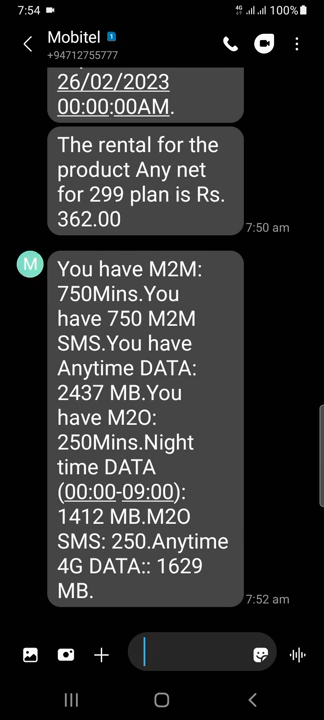 7:54 4G 100%
Mobitel 1
+94712755777
26/02/2023
00:00:00AM.
The rental for the
product Any net
for 299 plan is Rs.
362.00
7:50 am
M
You have M2M:
750Mins.You
have 750 M2M
SMS.You have
Anytime DATA:
2437 MB.You
have M2O:
250Mins.Night
time DATA
(00:00-09:00):
1412 MB.M2O
SMS: 250.Anytime
4G DATA:: 1629
MB.
7:52 am